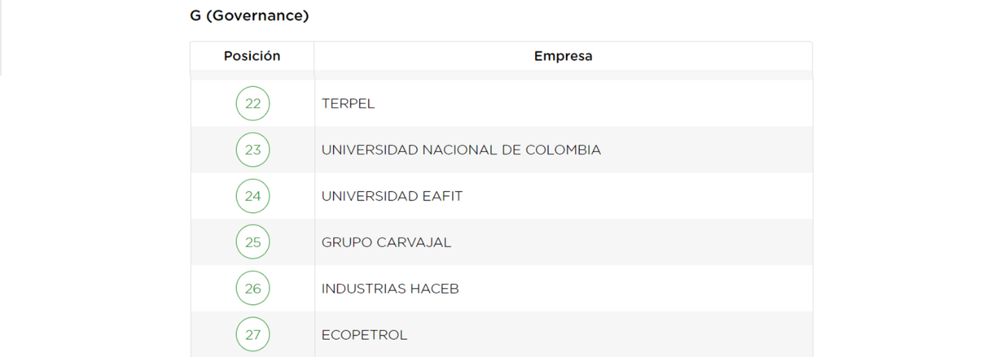 G (Governance)
Posición Empresa
22 TERPEL
23 UNIVERSIDAD NACIONAL DE COLOMBIA
24 UNIVERSIDAD EAFIT
25 GRUPO CARVAJAL
26 INDUSTRIAS HACEB
27 ECOPETROL